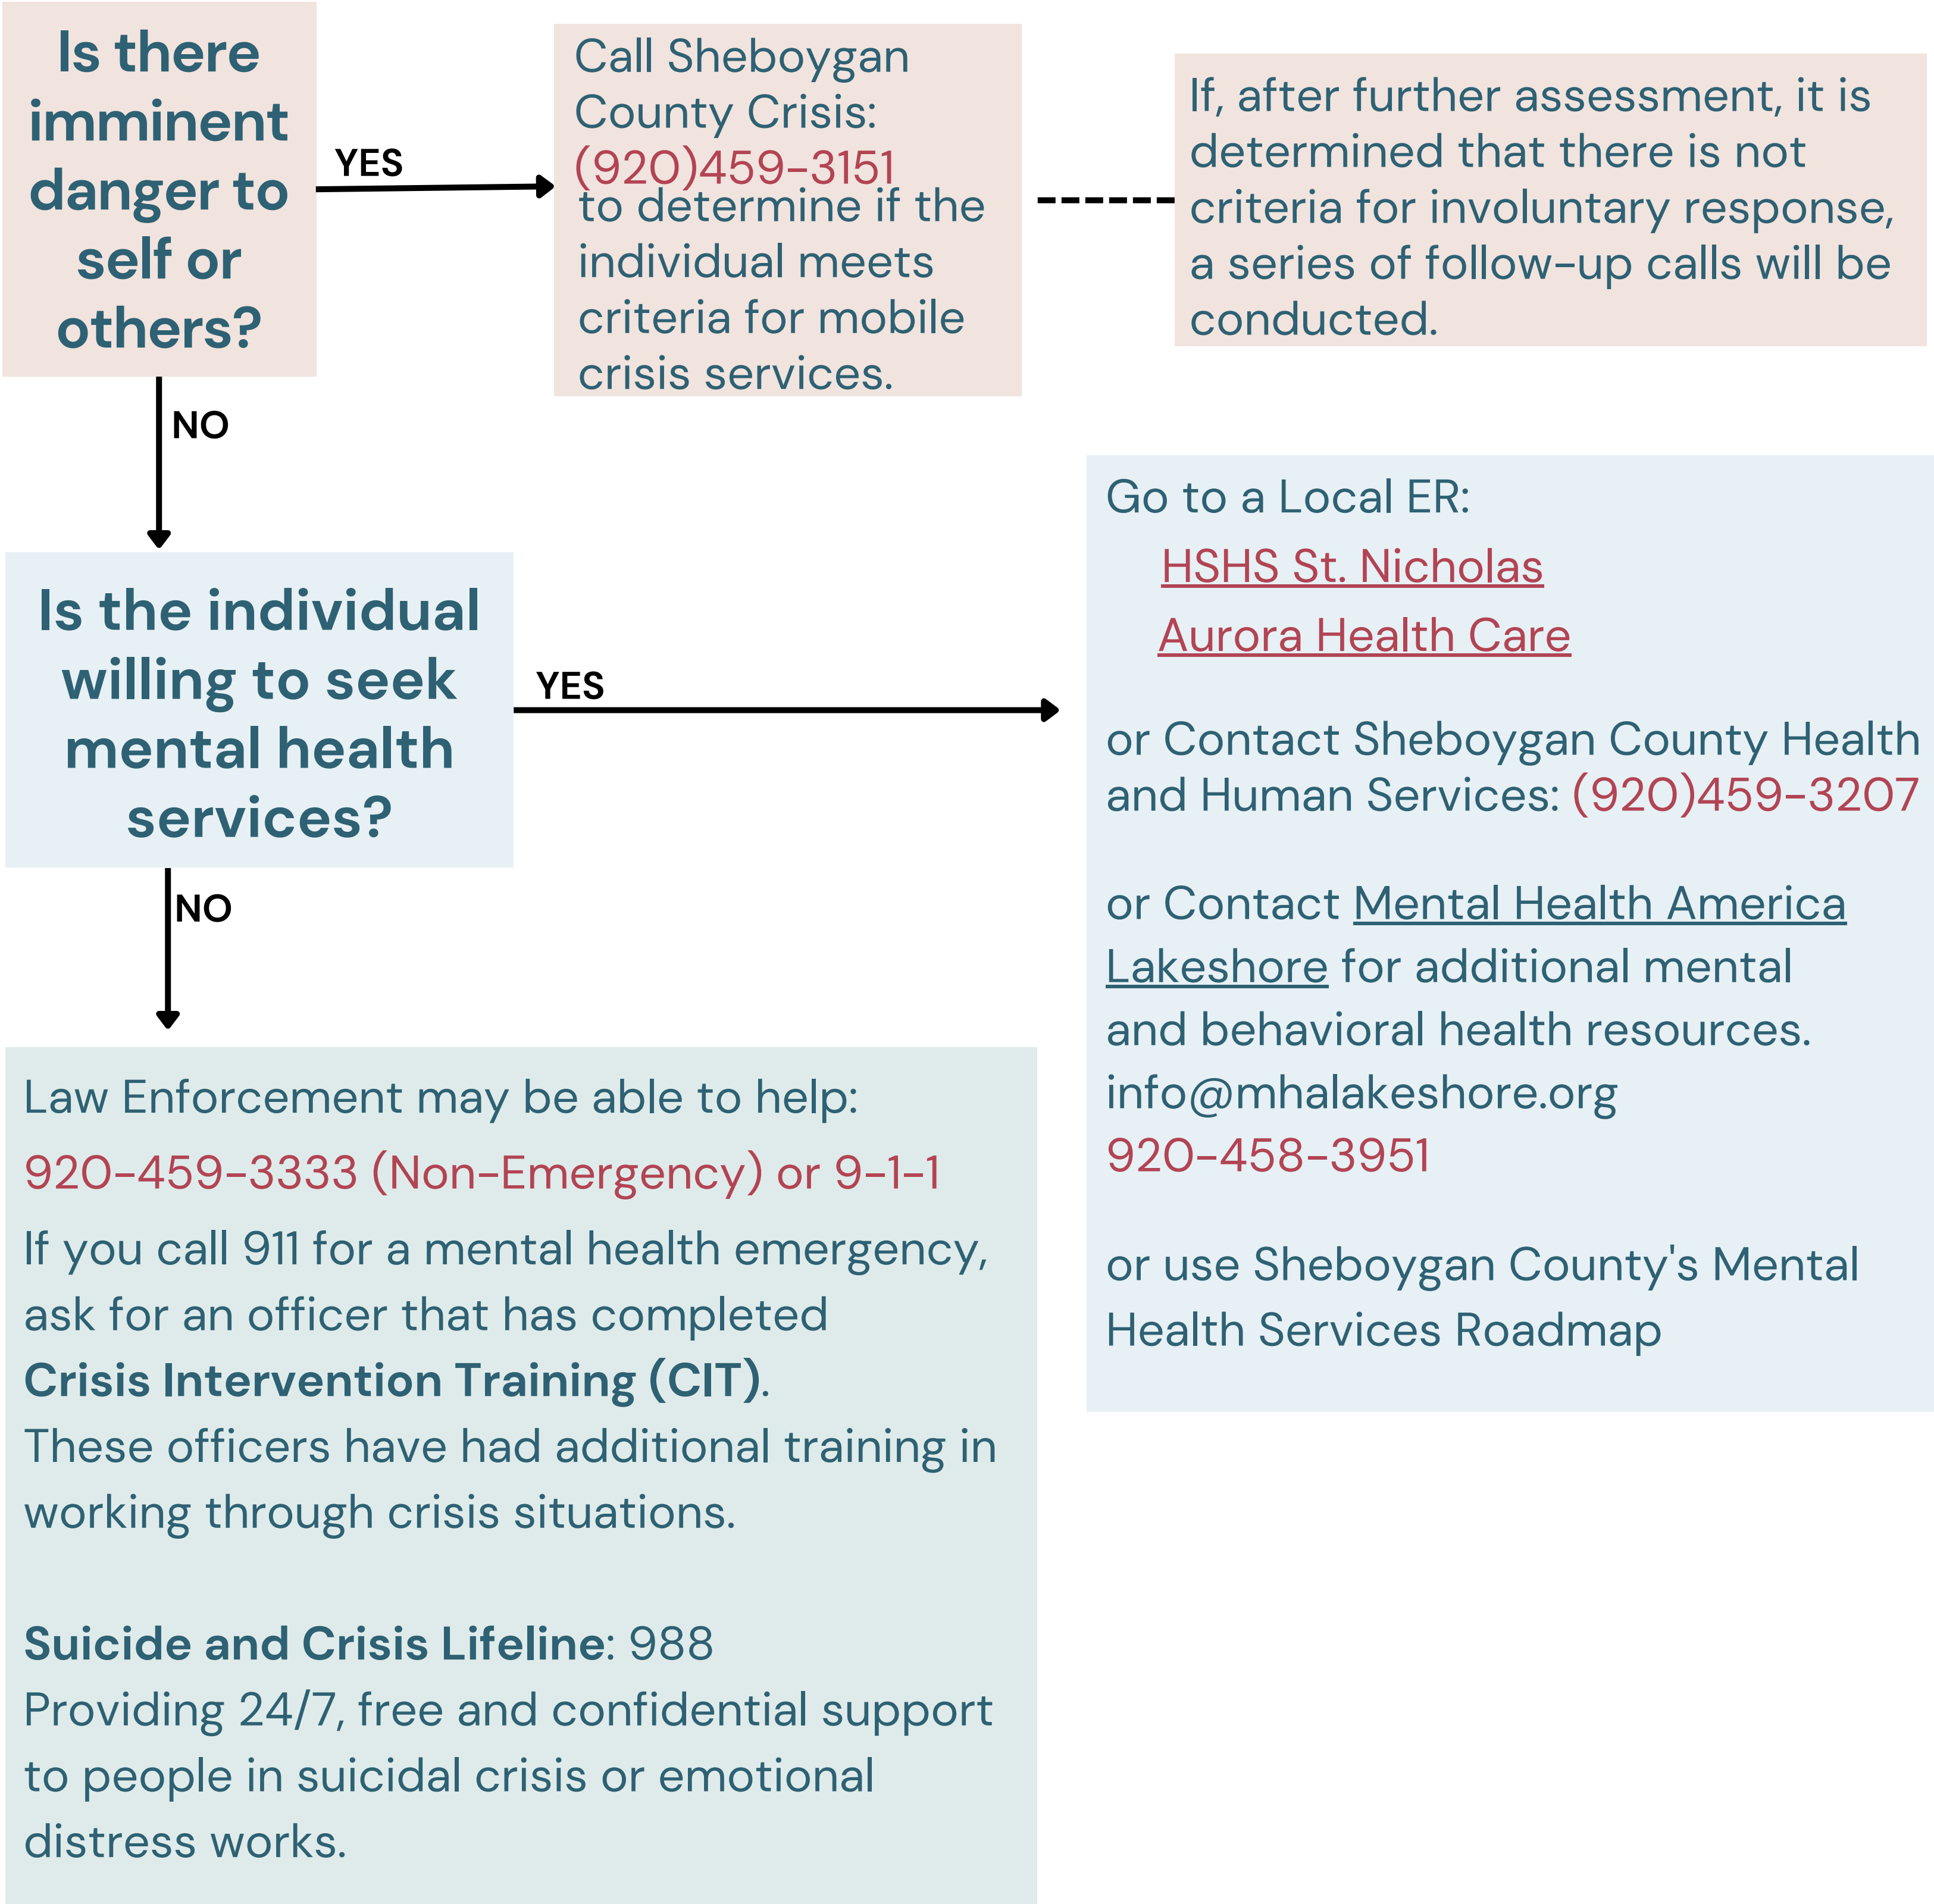 Is there
imminent
danger to
self or
others?
YES
Call Sheboygan
County Crisis:
(920)459-3151
to determine if the
individual meets
criteria for mobile
crisis services.
If, after further assessment, it is
determined that there is not
criteria for involuntary response,
a series of follow-up calls will be
conducted.
NO
Is the individual
willing to seek
mental health
services?
YES
Go to a Local ER:
HSHS St. Nicholas
Aurora Health Care
or Contact Sheboygan County Health
and Human Services: (920)459-3207
or Contact Mental Health America
Lakeshore for additional mental
and behavioral health resources.
info@mhalakeshore.org
920-458-3951
or use Sheboygan County's Mental
Health Services Roadmap
NO
Law Enforcement may be able to help:
920-459-3333 (Non-Emergency) or 9-1-1
If you call 911 for a mental health emergency,
ask for an officer that has completed
Crisis Intervention Training (CIT).
These officers have had additional training in
working through crisis situations.
Suicide and Crisis Lifeline: 988
Providing 24/7, free and confidential support
to people in suicidal crisis or emotional
distress works.